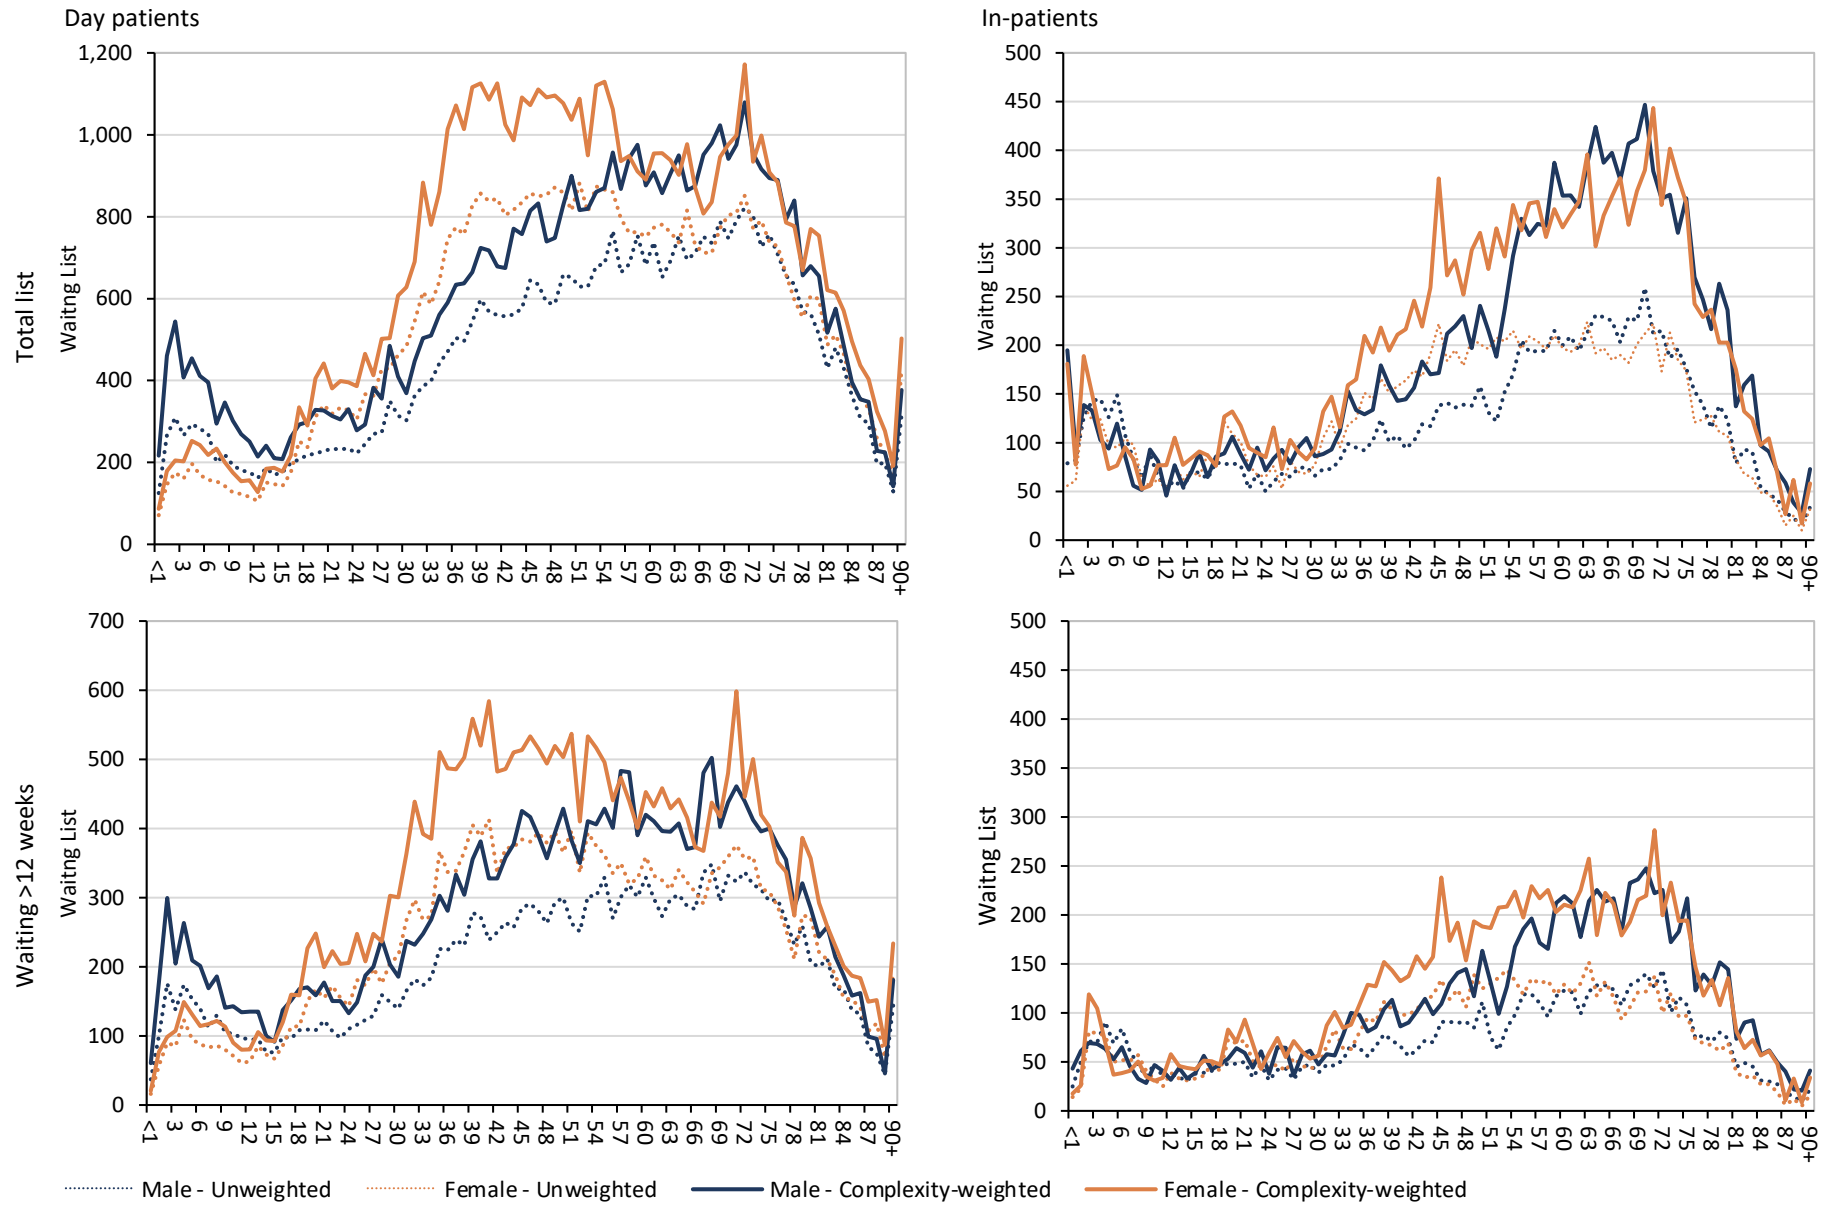 Day patients
In-patients
Total list
Waitng List
1,200
1,000
800
600
400
200
0
<1 3 6 9 12 15 18 21 24 27 30 33 36 39 42 45 48 51 54 57 60 63 66 69 72 75 78 81 84 87 90+
Waitng List
500
450
400
350
300
250
200
150
100
50
0
<1 3 6 9 12 15 18 21 24 27 30 33 36 39 42 45 48 51 54 57 60 63 66 69 72 75 78 81 84 87 90+
Waiting >12 weeks
Waitng List
700
600
500
400
300
200
100
0
<1 3 6 9 12 15 18 21 24 27 30 33 36 39 42 45 48 51 54 57 60 63 66 69 72 75 78 81 84 87 90+
Waitng List
500
450
400
350
300
250
200
150
100
50
0
<1 3 6 9 12 15 18 21 24 27 30 33 36 39 42 45 48 51 54 57 60 63 66 69 72 75 78 81 84 87 90+
Male - Unweighted Female - Unweighted Male - Complexity-weighted Female - Complexity-weighted